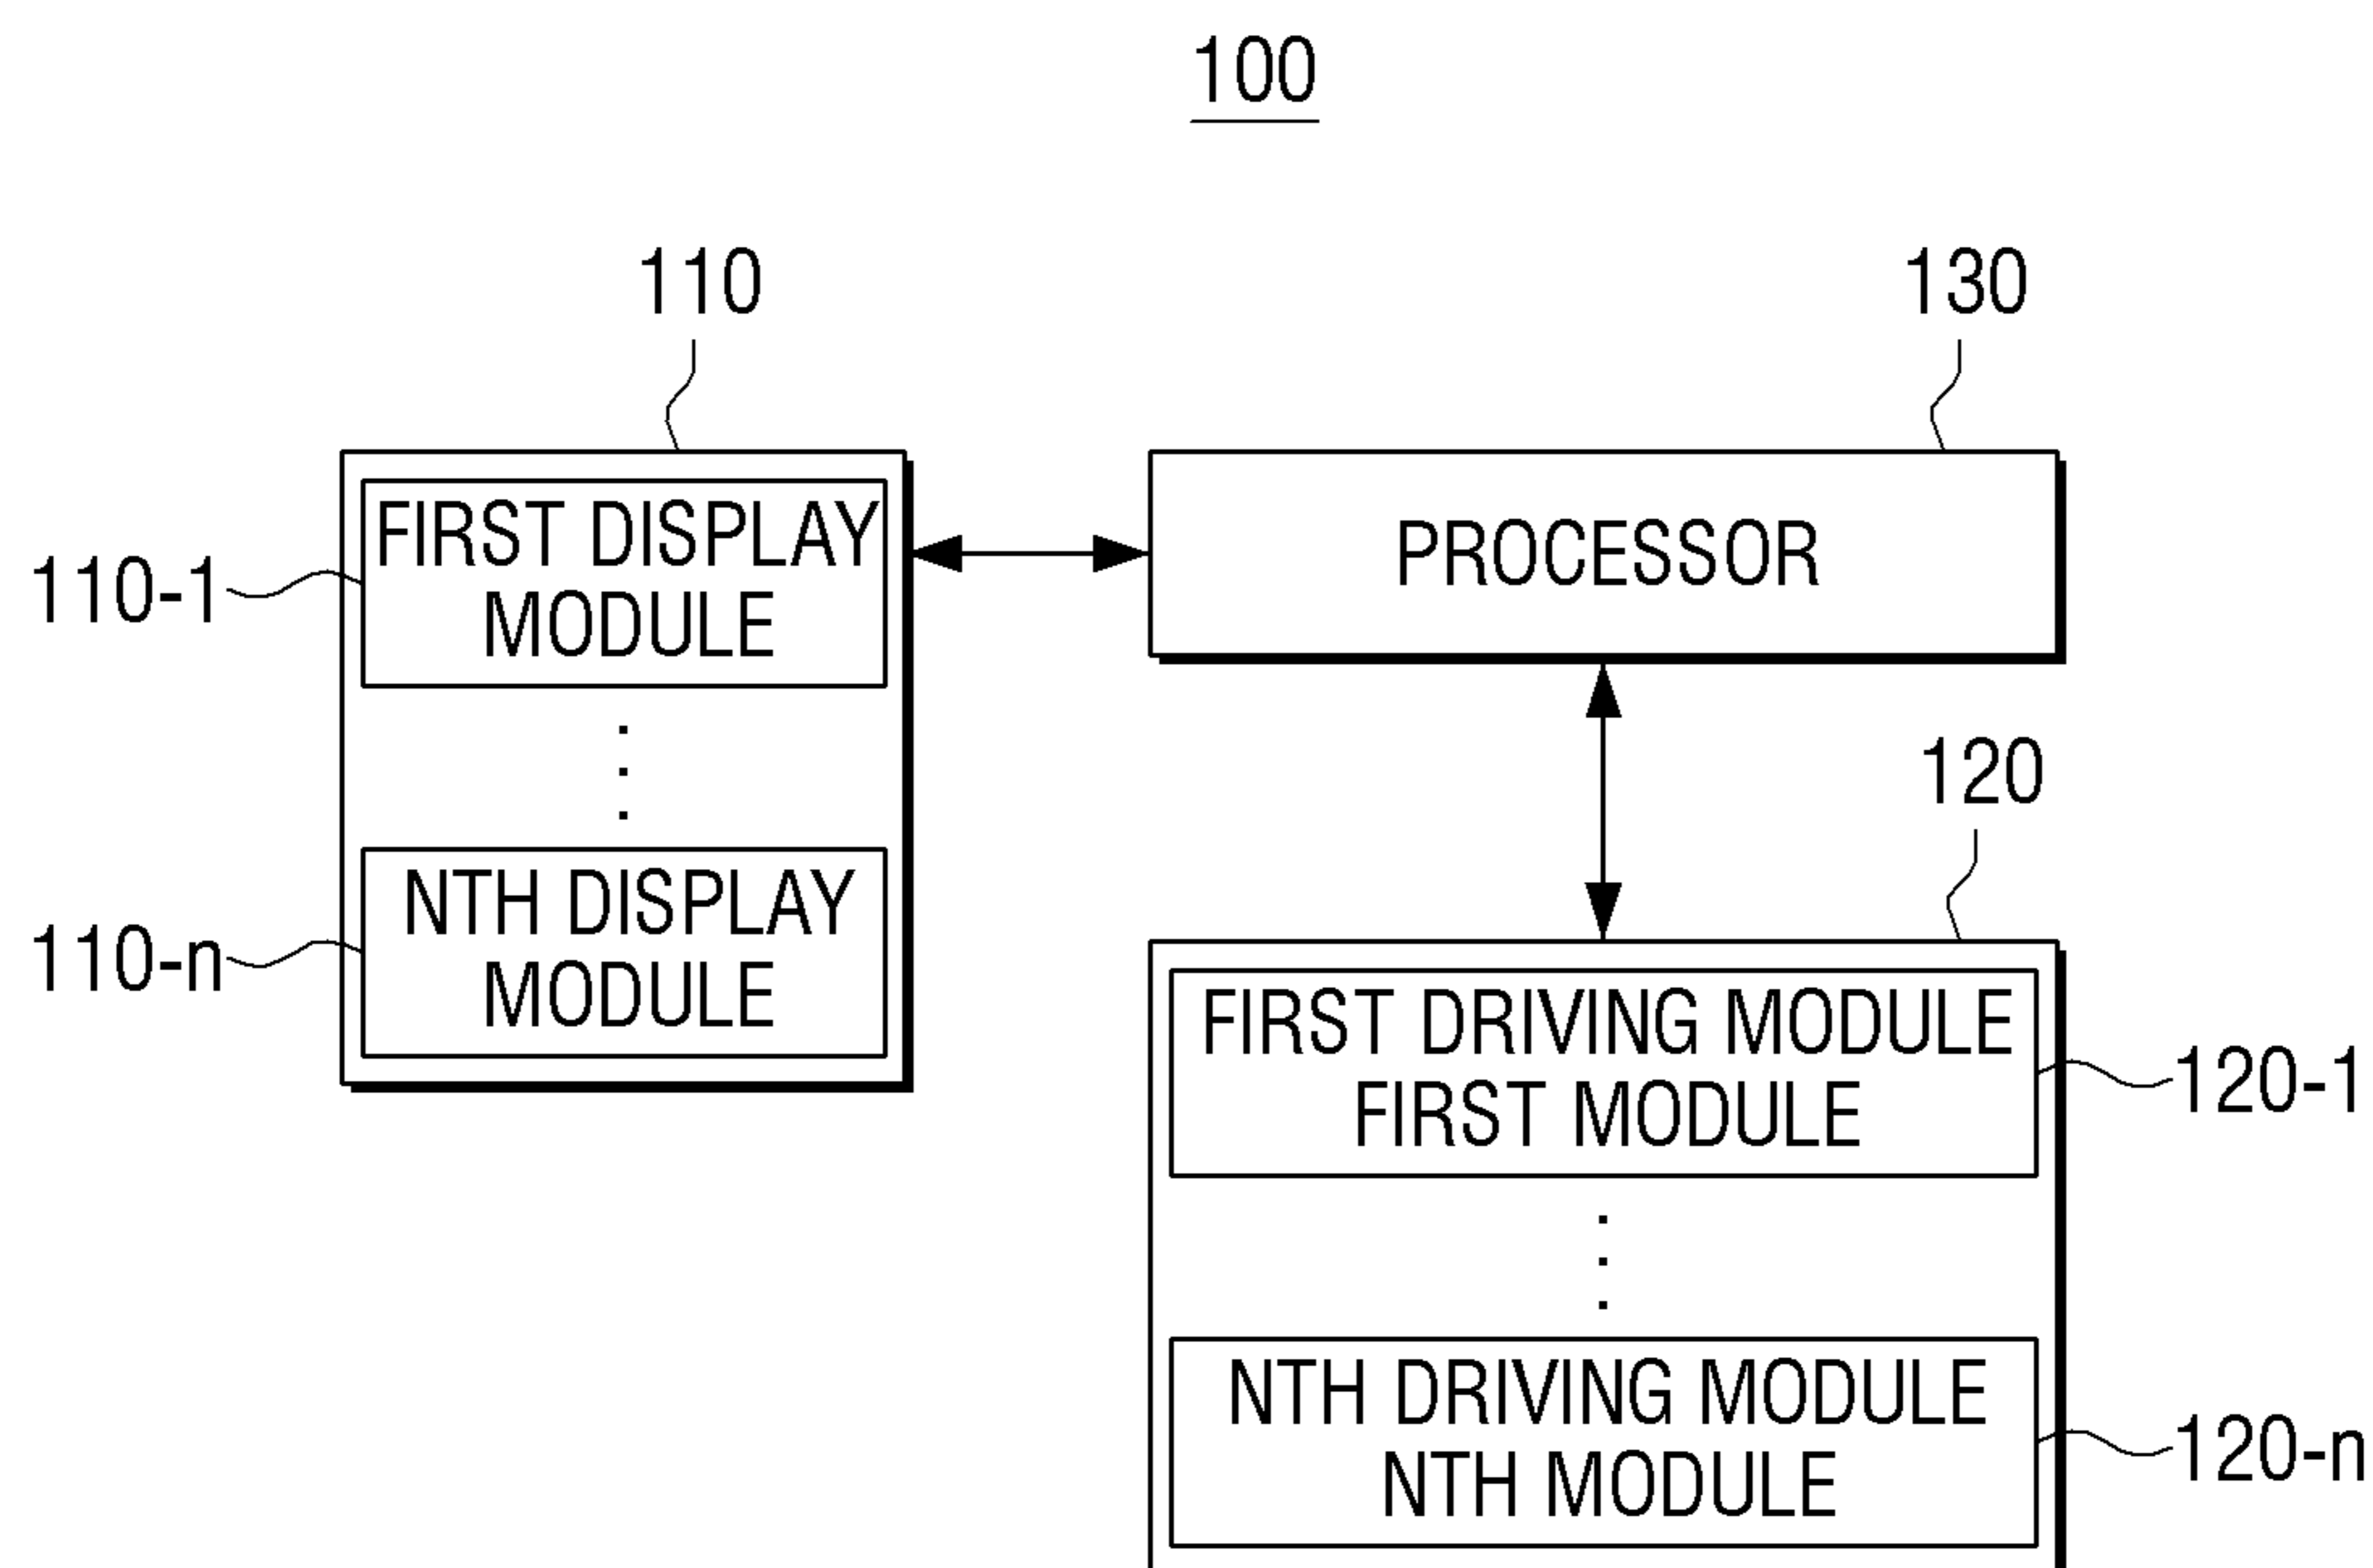 100
110
130
FIRST DISPLAY
MODULE
110-1
PROCESSOR
120
NTH DISPLAY
MODULE
110-n
FIRST DRIVING MODULE
FIRST MODULE
120-1
NTH DRIVING MODULE
NTH MODULE
120-n